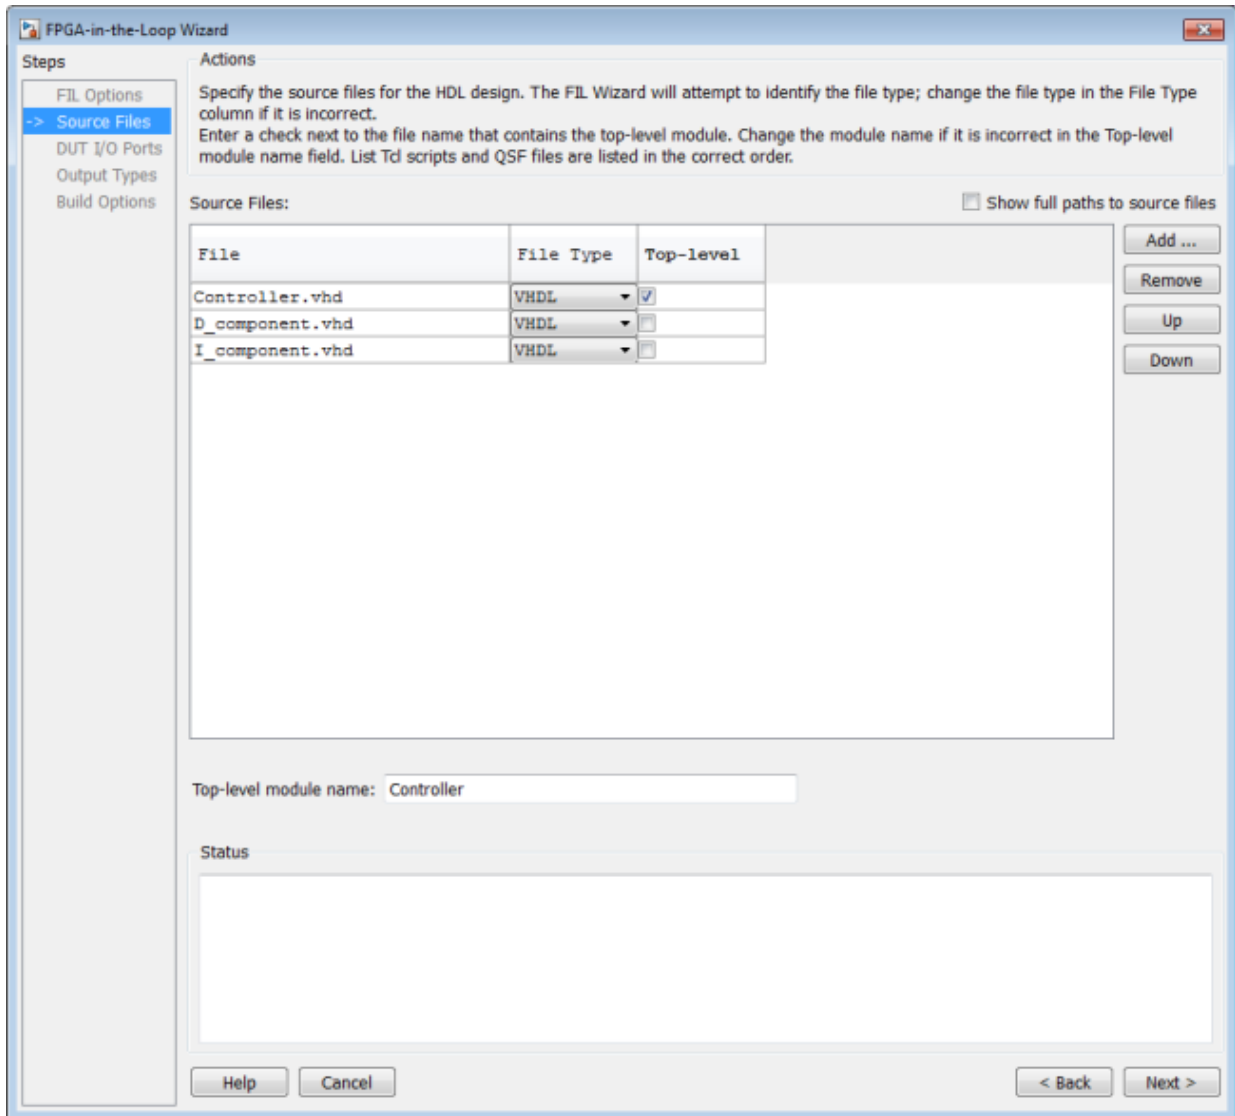 FPGA-in-the-Loop Wizard
Steps
FIL Options
-> Source Files
DUT I/O Ports
Output Types
Build Options
Actions
Specify the source files for the HDL design. The FIL Wizard will attempt to identify the file type; change the file type in the File Type
column if it is incorrect.
Enter a check next to the file name that contains the top-level module. Change the module name if it is incorrect in the Top-level
module name field. List Tcl scripts and QSF files are listed in the correct order.
Source Files:
Show full paths to source files
File File Type Top-level
Controller.vhd VHDL
D_component.vhd VHDL
I_component.vhd VHDL
Add ...
Remove
Up
Down
Top-level module name: Controller
Status
Help Cancel < Back Next >